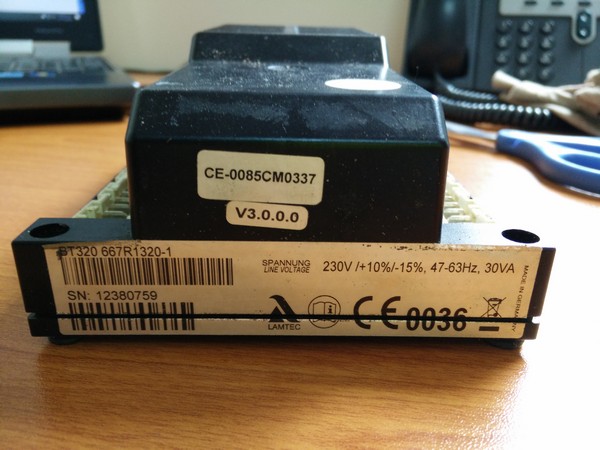 CE-0085CM0337
V3.0.0.0
BT320 667R1320-1
SN: 12380759
SPANNUNG
LINE VOLTAGE
230V /+10%/-15%, 47-63Hz, 30VA
LAMTEC
CE 0036
MADE IN GERMANY